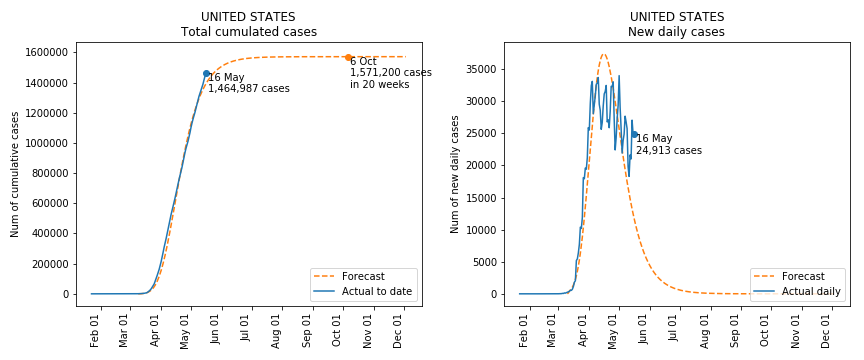 UNITED STATES
Total cumulated cases
Num of cumulative cases
1600000
1400000
1200000
1000000
800000
600000
400000
200000
0
16 May
1,464,987 cases
6 Oct
1,571,200 cases
in 20 weeks
Forecast
Actual to date
Feb 01
Mar 01
Apr 01
May 01
Jun 01
Jul 01
Aug 01
Sep 01
Oct 01
Nov 01
Dec 01
UNITED STATES
New daily cases
Num of new daily cases
35000
30000
25000
20000
15000
10000
5000
0
16 May
24,913 cases
Forecast
Actual daily
Feb 01
Mar 01
Apr 01
May 01
Jun 01
Jul 01
Aug 01
Sep 01
Oct 01
Nov 01
Dec 01